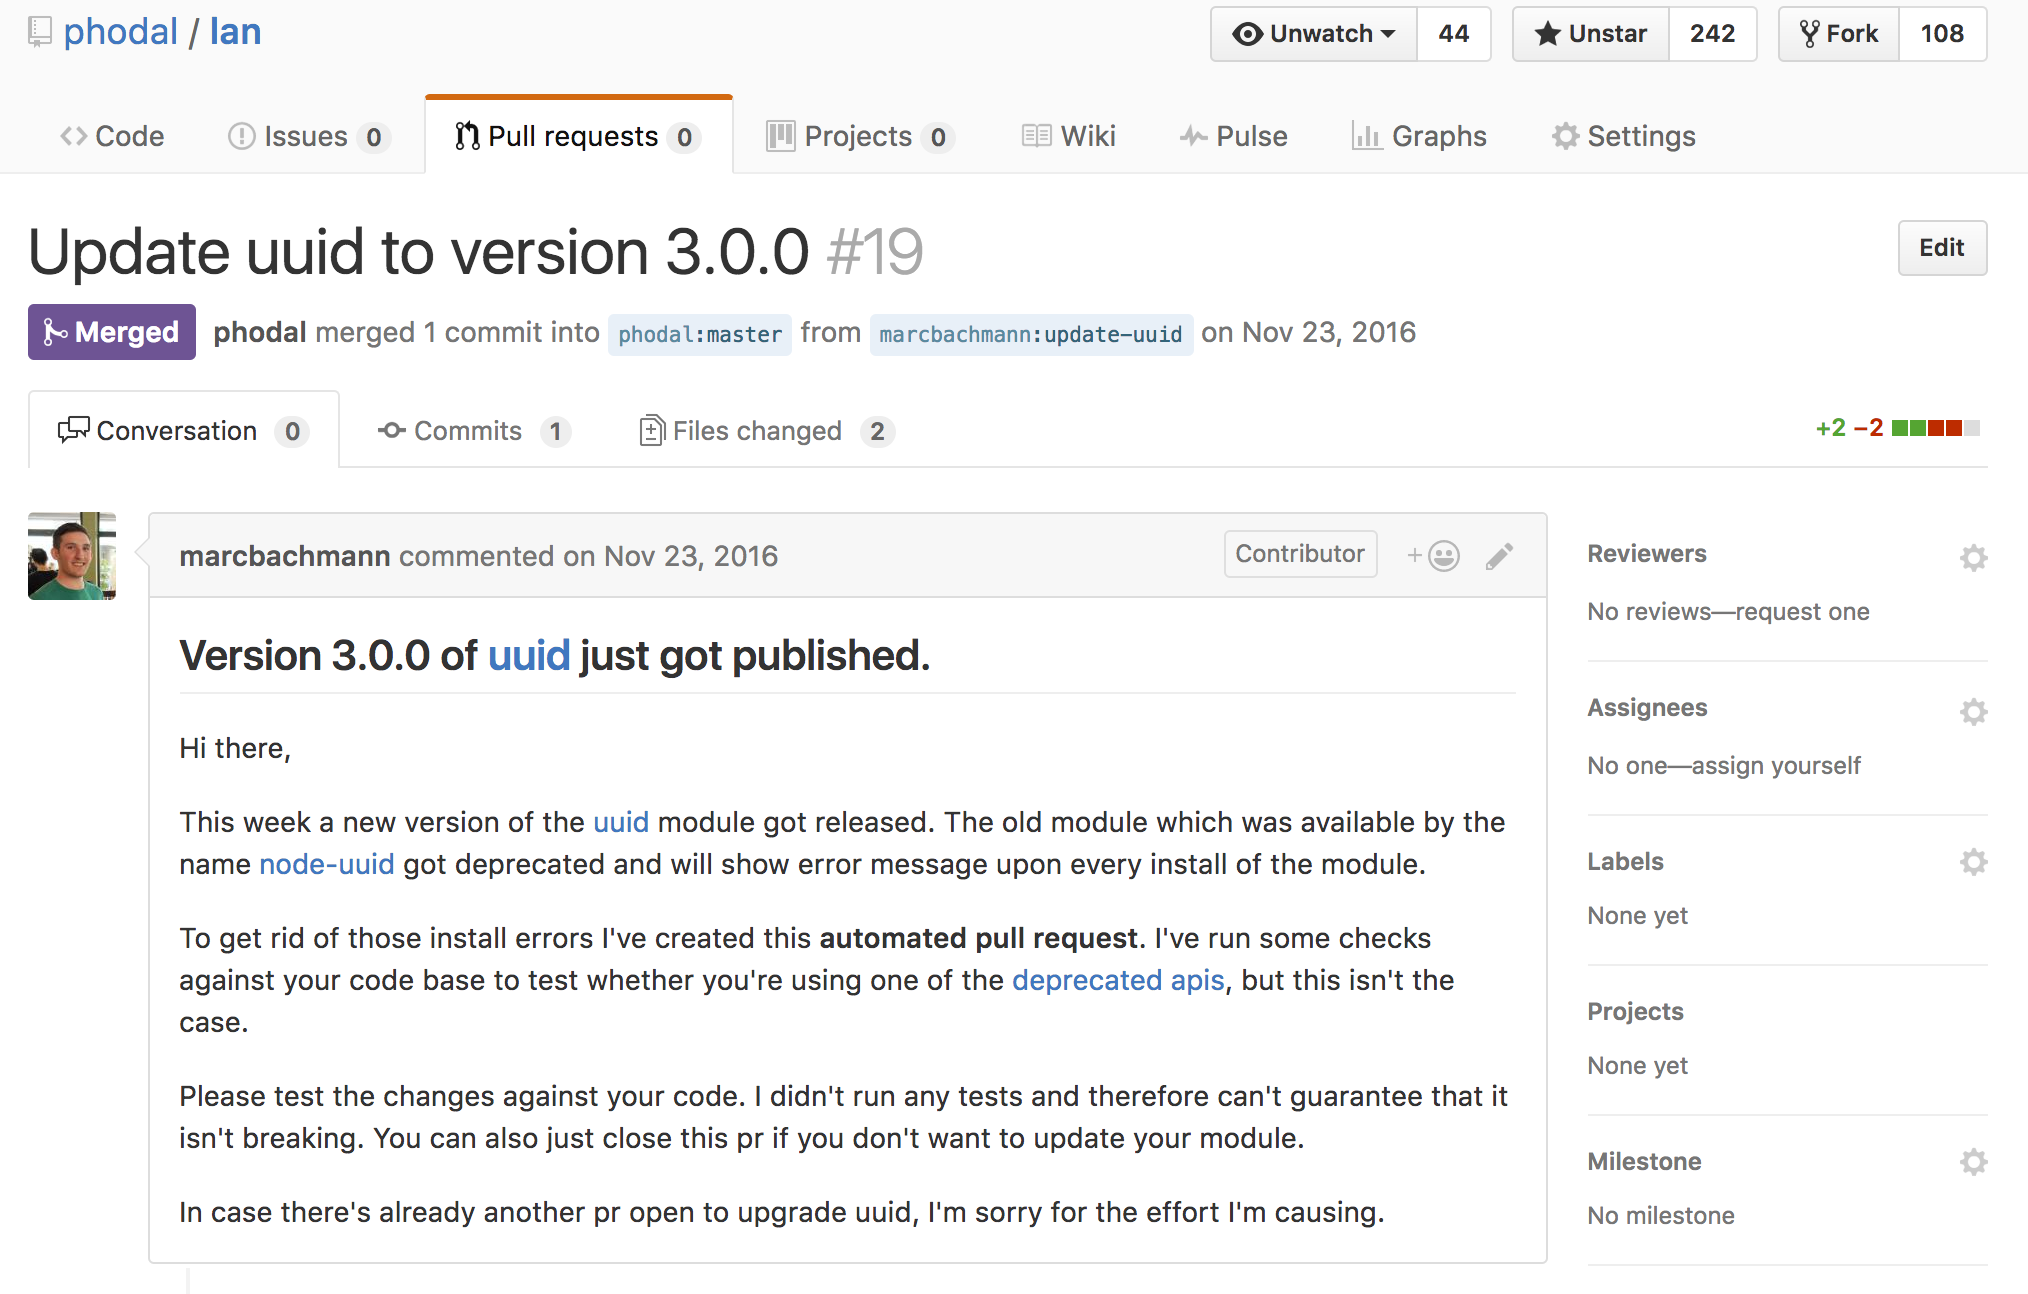 phodal / lan
Unwatch 44 Unstar 242 Fork 108
Code Issues 0 Pull requests 0 Projects 0 Wiki Pulse Graphs Settings
Update uuid to version 3.0.0 #19
Edit
Merged phodal merged 1 commit into phodal:master from marcbachmann:update-uuid on Nov 23, 2016
Conversation 0 Commits 1 Files changed 2
+2 −2
marcbachmann commented on Nov 23, 2016
Contributor
Version 3.0.0 of uuid just got published.
Hi there,
This week a new version of the uuid module got released. The old module which was available by the
name node-uuid got deprecated and will show error message upon every install of the module.
To get rid of those install errors I've created this automated pull request. I've run some checks
against your code base to test whether you're using one of the deprecated apis, but this isn't the
case.
Please test the changes against your code. I didn't run any tests and therefore can't guarantee that it
isn't breaking. You can also just close this pr if you don't want to update your module.
In case there's already another pr open to upgrade uuid, I'm sorry for the effort I'm causing.
Reviewers
No reviews—request one
Assignees
No one—assign yourself
Labels
None yet
Projects
None yet
Milestone
No milestone